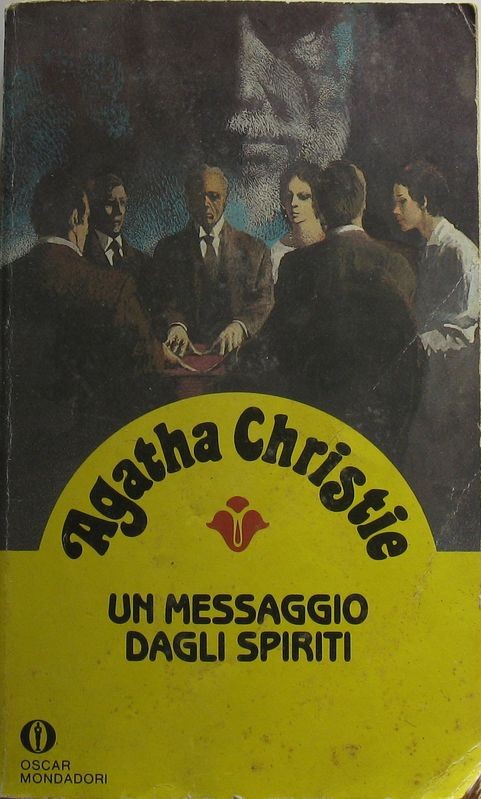 Agatha Christie
UN MESSAGGIO
DAGLI SPIRITI
OSCAR
MONDADORI